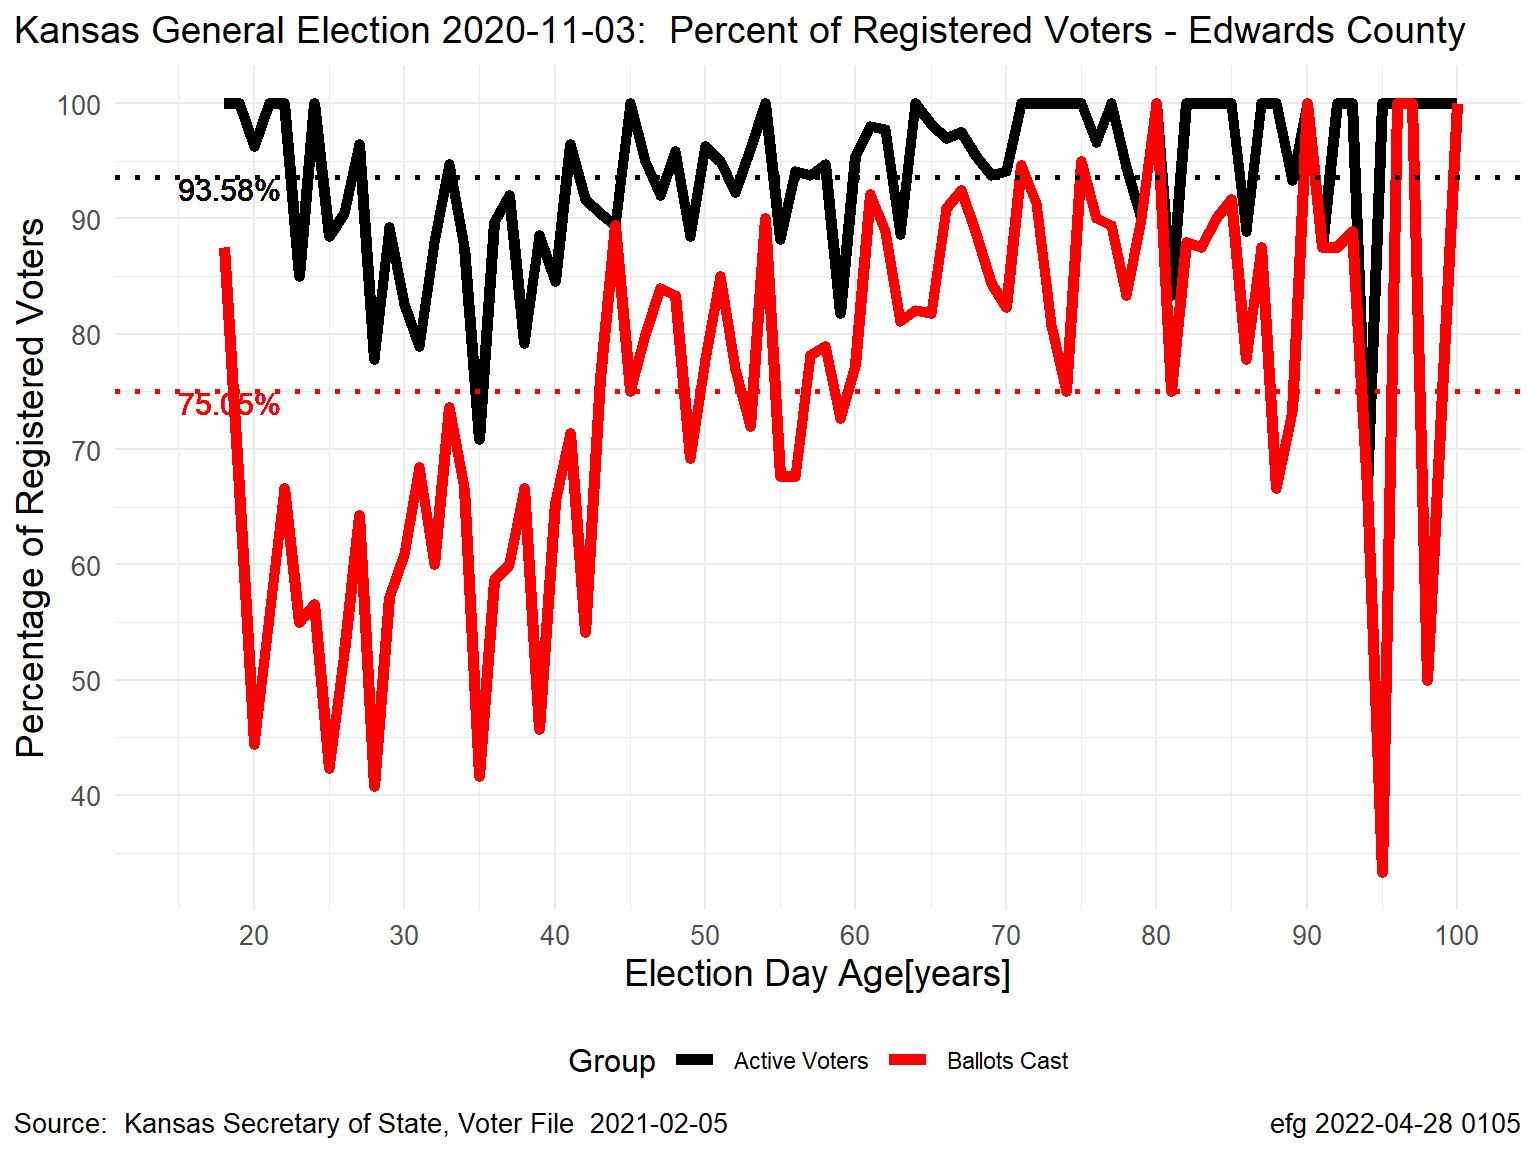 Kansas General Election 2020-11-03:  Percent of Registered Voters - Edwards County
Percentage of Registered Voters
100
90
80
70
60
50
40
93.58%
75.05%
20 30 40 50 60 70 80 90 100
Election Day Age[years]
Group Active Voters Ballots Cast
Source:  Kansas Secretary of State, Voter File  2021-02-05
efg 2022-04-28 0105